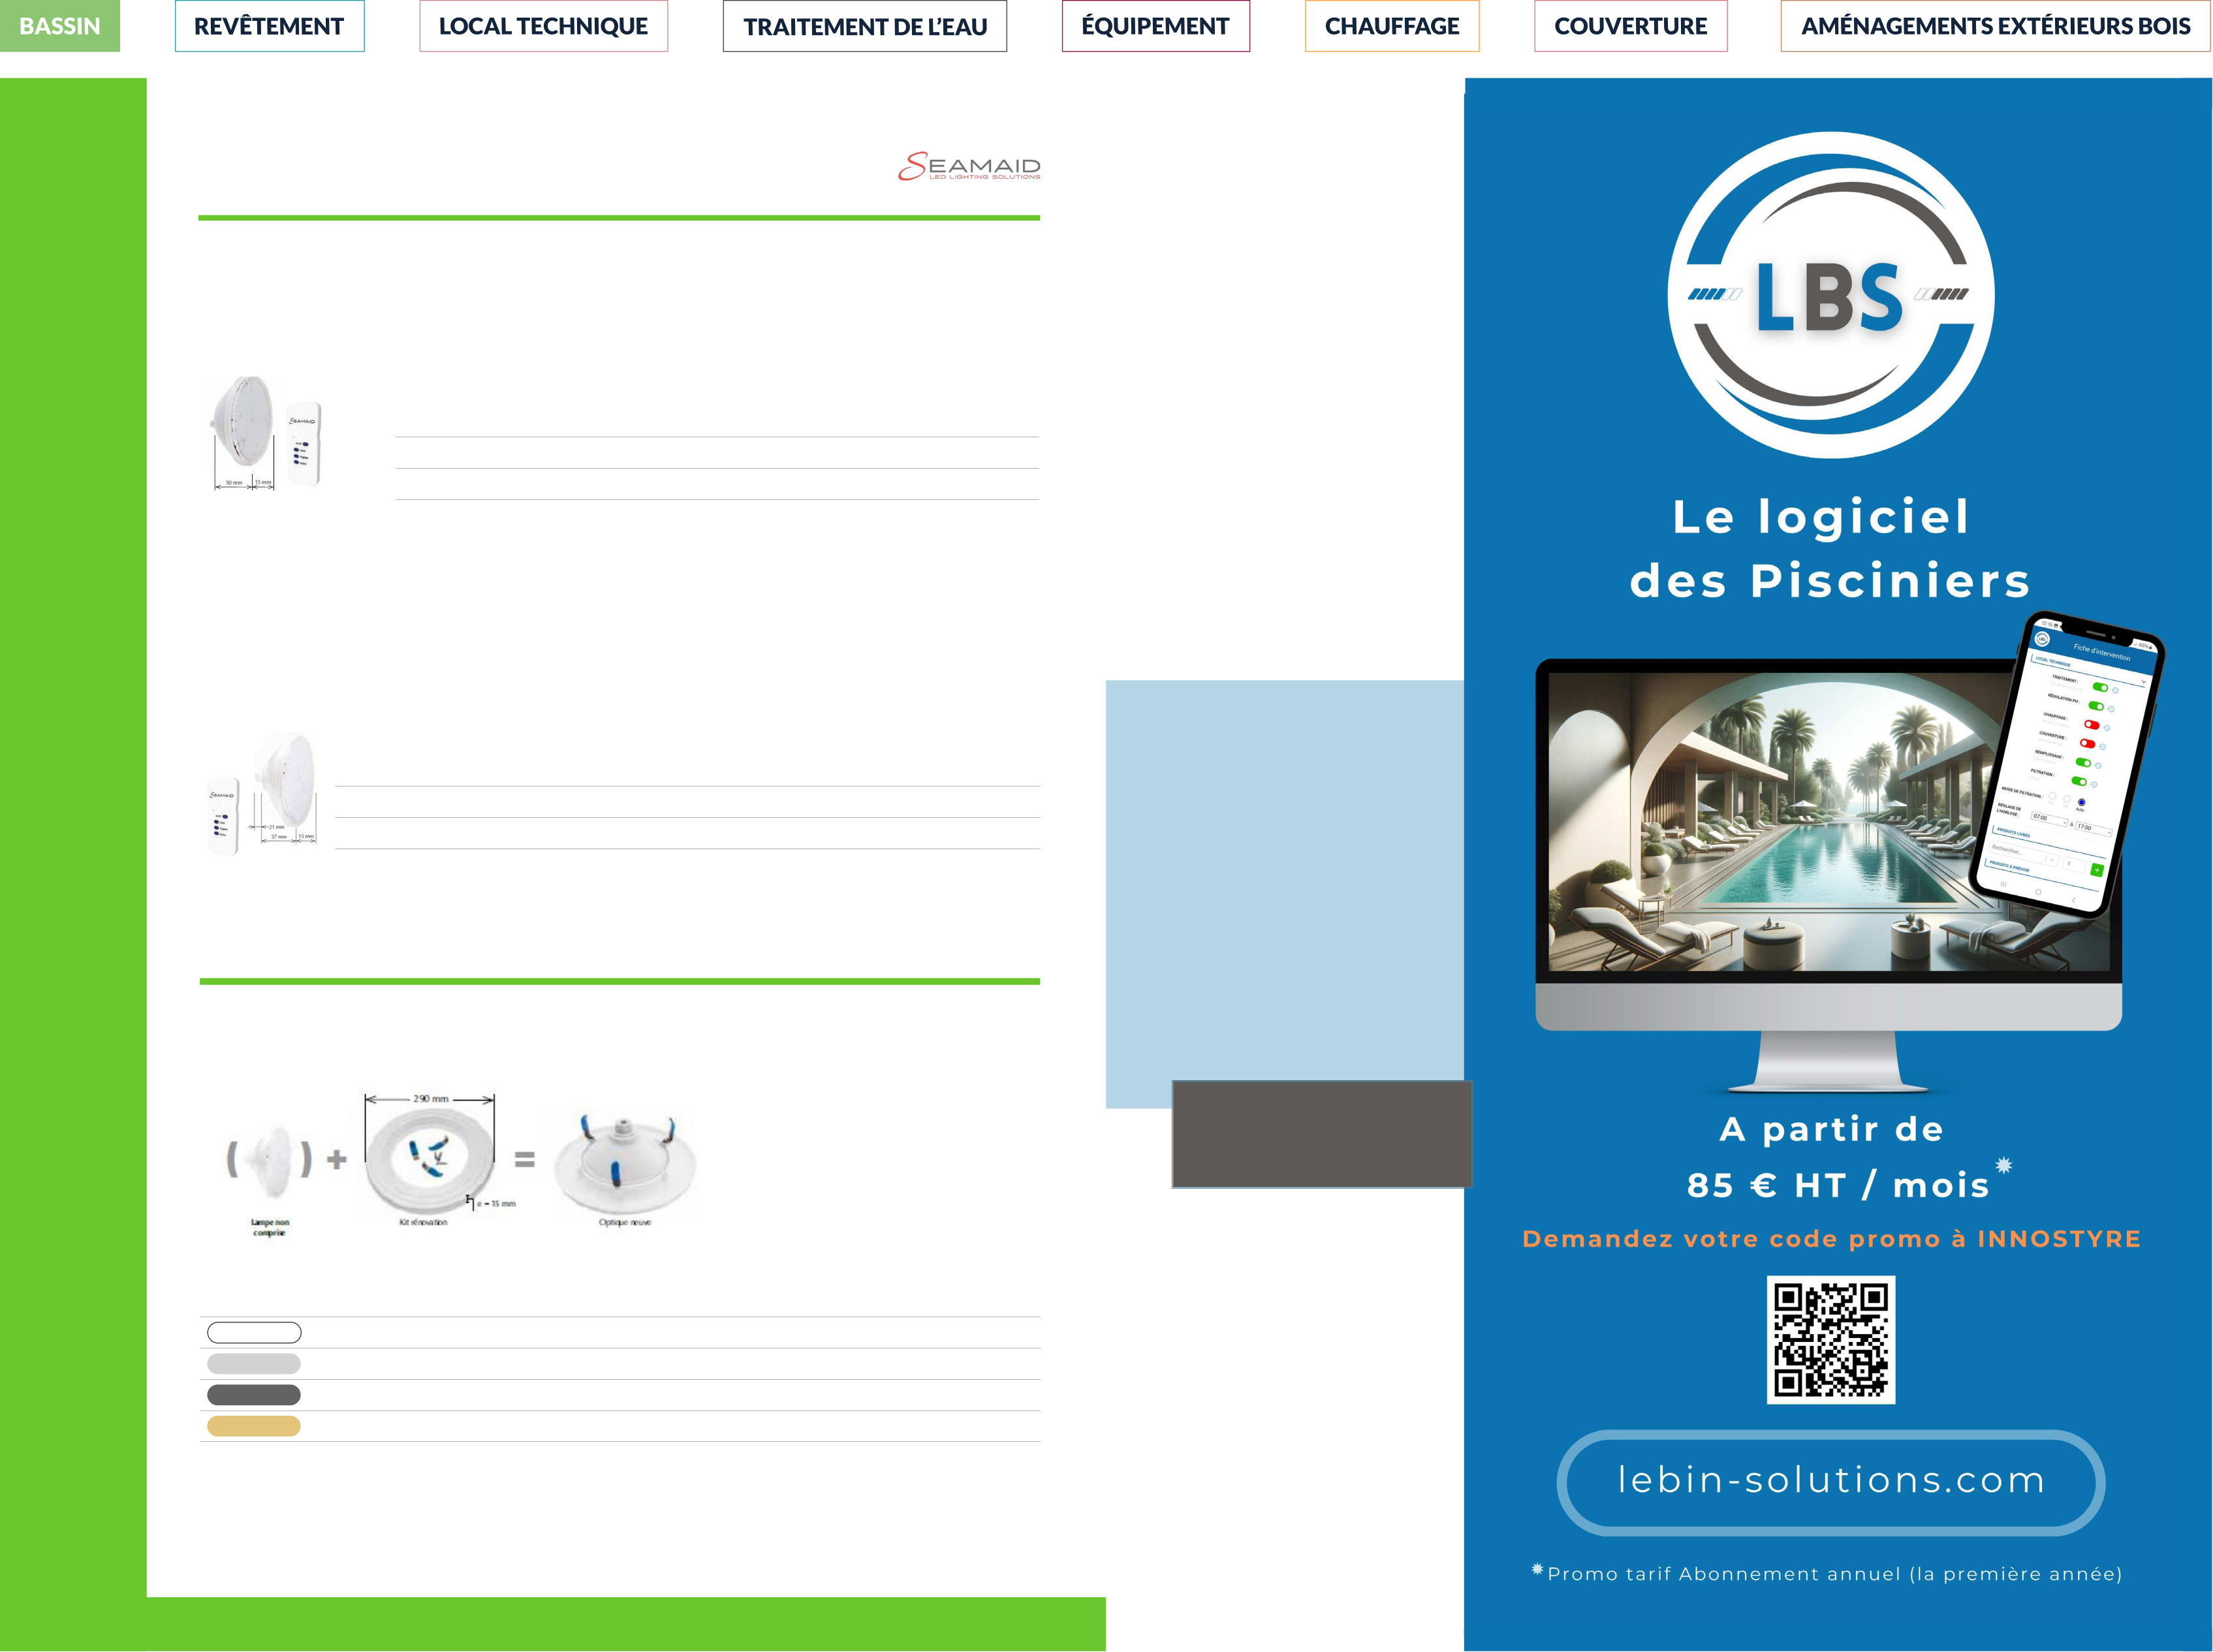 BASSIN
REVÊTEMENT
LOCAL TECHNIQUE
TRAITEMENT DE L’EAU
ÉQUIPEMENT
CHAUFFAGE
COUVERTURE
AMÉNAGEMENTS EXTÉRIEURS BOIS
SEAMAID
LED LIGHTING SOLUTIONS
SEAMAID
50 mm
15 mm
SEAMAID
21 mm
57 mm
15 mm
290 mm
( ) + =
e = 15 mm
Lampe non
comprise
Kit rénovation
Optique neuve
LBS
Le logiciel
des Pisciniers
Fiche d'intervention
LOCAL TECHNIQUE
TRAITEMENT :
RÉGULATION PH :
CHAUFFAGE :
COUVERTURE :
REMPLISSAGE :
FILTRATION :
MODE DE FILTRATION :
Auto
RÉGLAGE DE
L'HORLOGE :
07:00
à
17:00
PRODUITS LIVRÉS
Rechercher...
1
+
PRODUITS À PRÉVOIR
A partir de
85 € HT / mois
Demandez votre code promo à INNOSTYRE
lebin-solutions.com
Promo tarif Abonnement annuel (la première année)